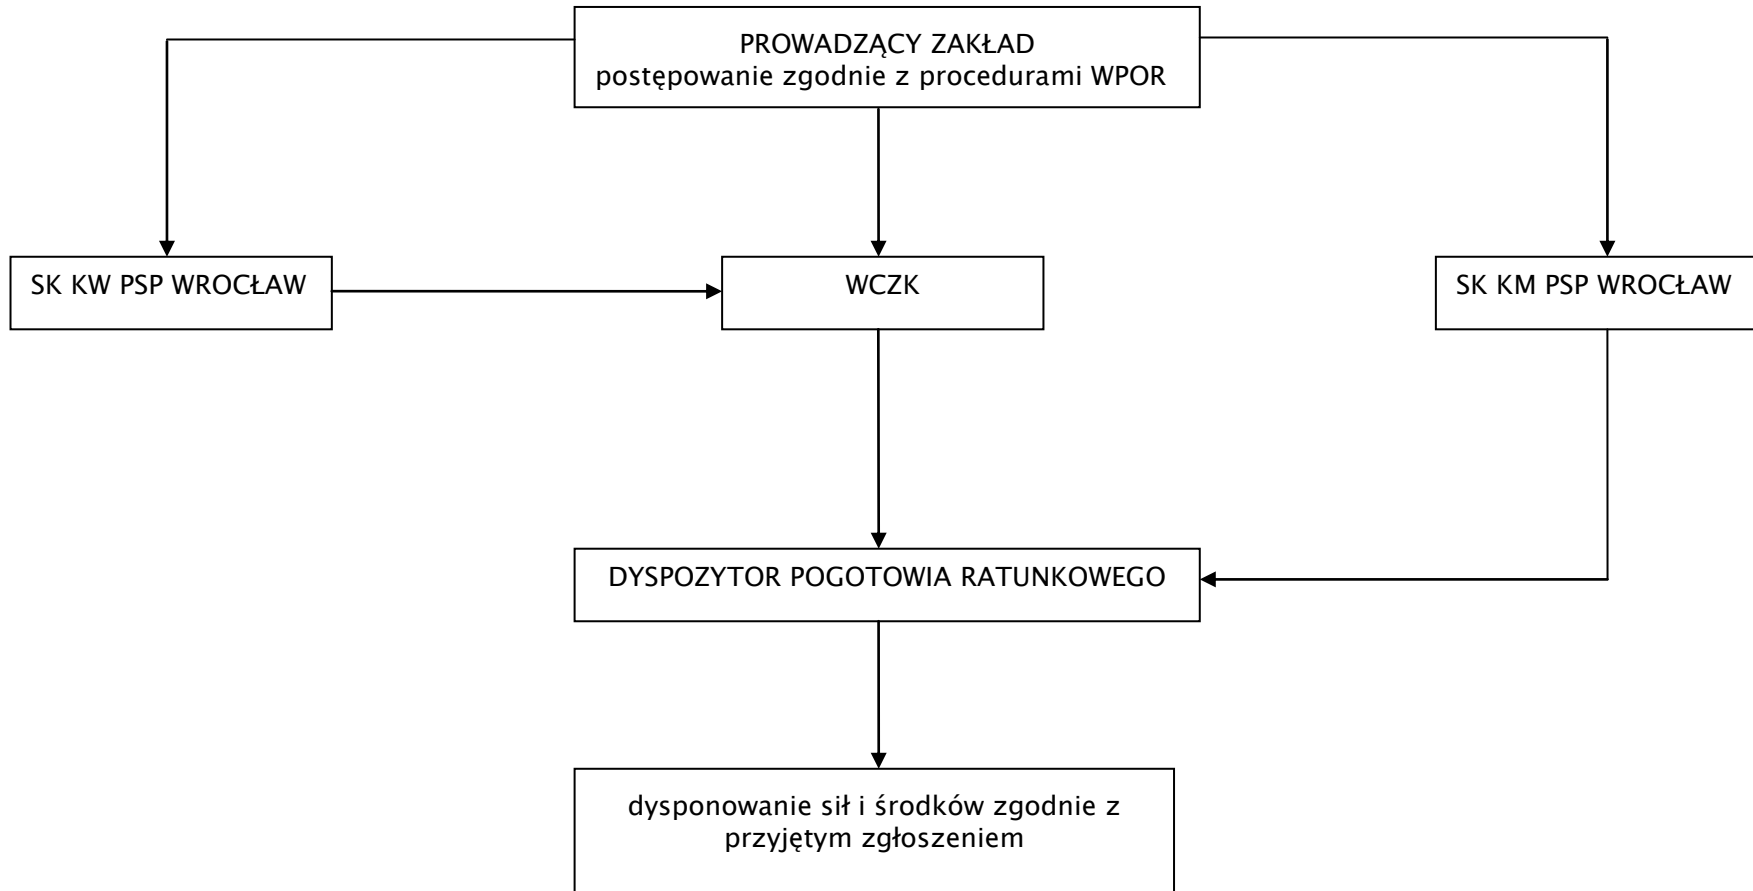 PROWADZĄCY ZAKŁAD
postępowanie zgodnie z procedurami WPOR
SK KW PSP WROCŁAW
WCZK
SK KM PSP WROCŁAW
DYSPOZYTOR POGOTOWIA RATUNKOWEGO
dysponowanie sił i środków zgodnie z
przyjętym zgłoszeniem